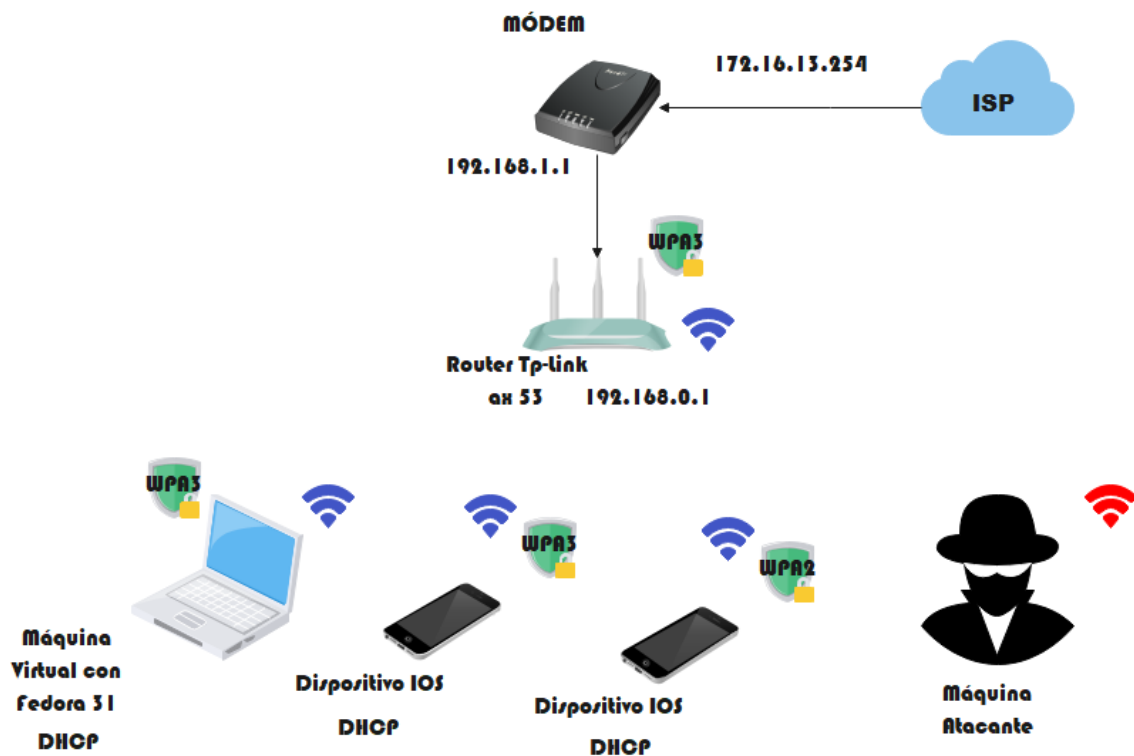 MÓDEM
172.16.13.254
ISP
192.168.1.1
WPA3
Router Tp-Link
ax 53
192.168.0.1
WPA3
WPA3
WPA2
Máquina
Virtual con
Fedora 31
DHCP
Dispositivo IOS
DHCP
Dispositivo IOS
DHCP
Máquina
Atacante